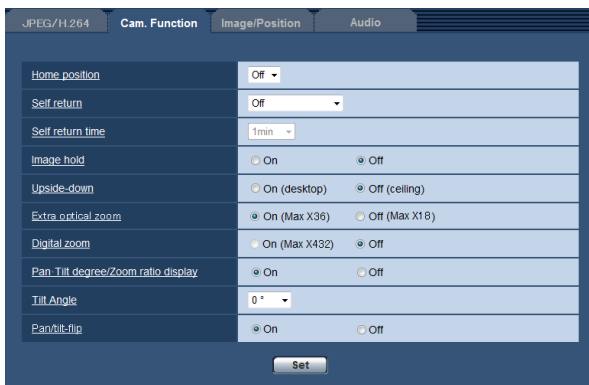 JPEG/H.264 Cam. Function Image/Position Audio
Home position Off
Self return Off
Self return time 1min
Image hold On Off
Upside-down On (desktop) Off (ceiling)
Extra optical zoom On (Max X36) Off (Max X18)
Digital zoom On (Max X432) Off
Pan·Tilt degree/Zoom ratio display On Off
Tilt Angle 0 °
Pan/tilt-flip On Off
Set